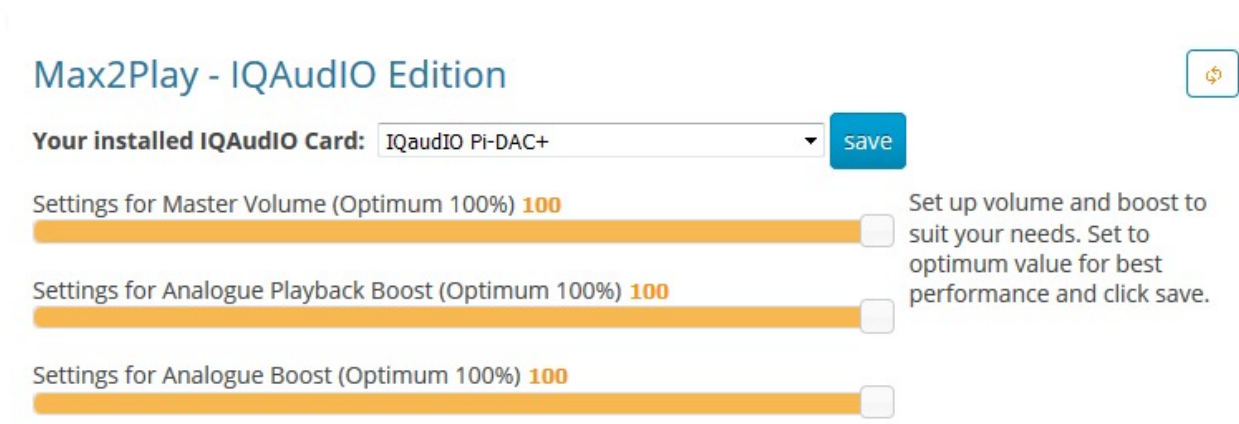 Max2Play - IQAudIO Edition
Your installed IQAudIO Card: IQaudIO Pi-DAC+ save
Settings for Master Volume (Optimum 100%) 100
Set up volume and boost to
suit your needs. Set to
optimum value for best
performance and click save.
Settings for Analogue Playback Boost (Optimum 100%) 100
Settings for Analogue Boost (Optimum 100%) 100